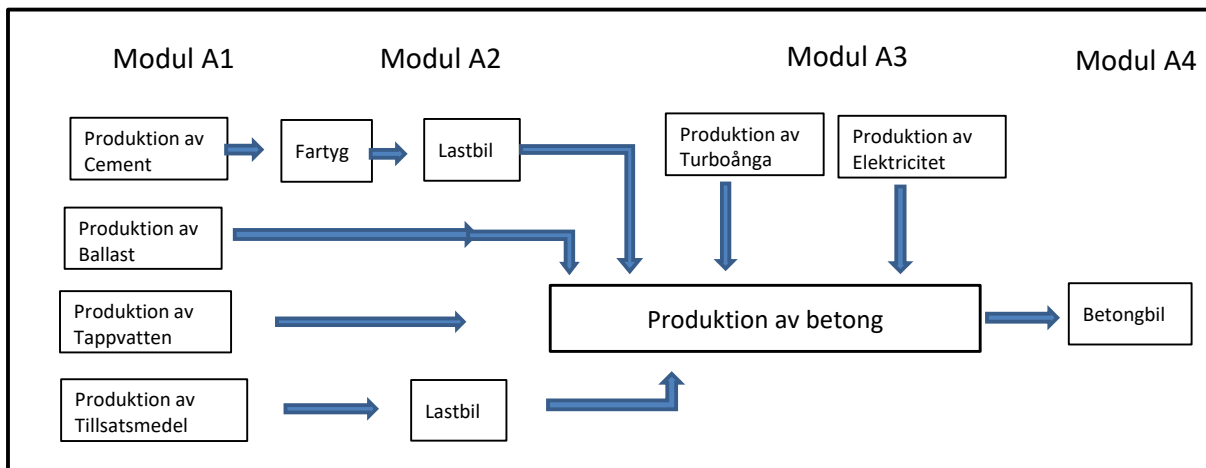 Modul A1
Modul A2
Modul A3
Modul A4
Produktion av
Cement
Fartyg
Lastbil
Produktion av
Turboånga
Produktion av
Elektricitet
Produktion av
Ballast
Produktion av
Tappvatten
Produktion av betong
Betongbil
Produktion av
Tillsatsmedel
Lastbil